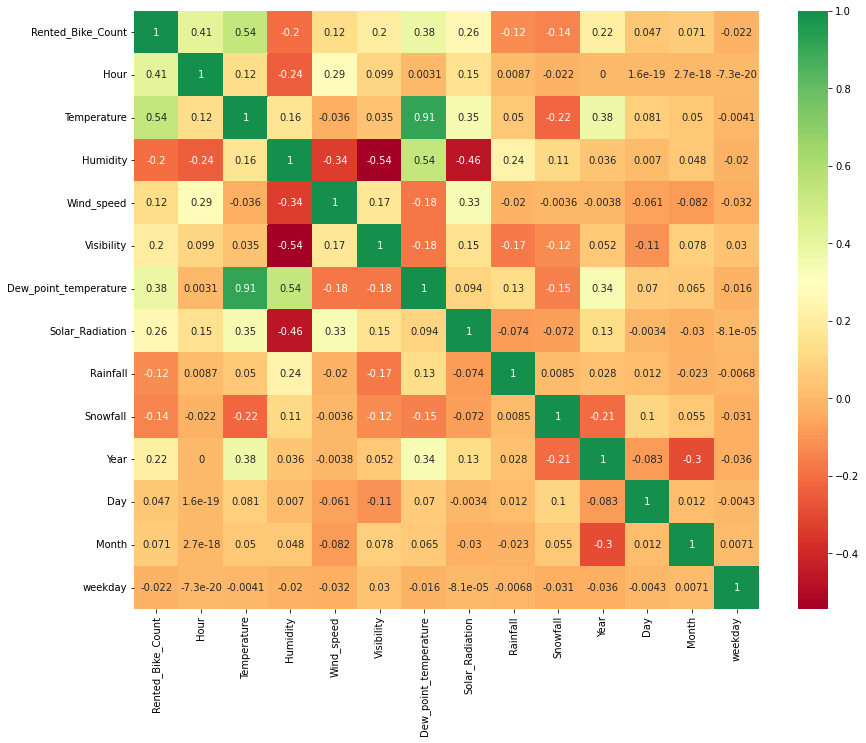 Rented_Bike_Count 1 0.41 0.54 -0.2 0.12 0.2 0.38 0.26 -0.12 -0.14 0.22 0.047 0.071 -0.022
Hour 0.41 1 0.12 -0.24 0.29 0.099 0.0031 0.15 0.0087 -0.022 0 1.6e-19 2.7e-18 -7.3e-20
Temperature 0.54 0.12 1 0.16 -0.036 0.035 0.91 0.35 0.05 -0.22 0.38 0.081 0.05 -0.0041
Humidity -0.2 -0.24 0.16 1 -0.34 -0.54 0.54 -0.46 0.24 0.11 0.036 0.007 0.048 -0.02
Wind_speed 0.12 0.29 -0.036 -0.34 1 0.17 -0.18 0.33 -0.02 -0.0036 -0.0038 -0.061 -0.082 -0.032
Visibility 0.2 0.099 0.035 -0.54 0.17 1 -0.18 0.15 -0.17 -0.12 0.052 -0.11 0.078 0.03
Dew_point_temperature 0.38 0.0031 0.91 0.54 -0.18 -0.18 1 0.094 0.13 -0.15 0.34 0.07 0.065 -0.016
Solar_Radiation 0.26 0.15 0.35 -0.46 0.33 0.15 0.094 1 -0.074 -0.072 0.13 -0.0034 -0.03 -8.1e-05
Rainfall -0.12 0.0087 0.05 0.24 -0.02 -0.17 0.13 -0.074 1 0.0085 0.028 0.012 -0.023 -0.0068
Snowfall -0.14 -0.022 -0.22 0.11 -0.0036 -0.12 -0.15 -0.072 0.0085 1 -0.21 0.1 0.055 -0.031
Year 0.22 0 0.38 0.036 -0.0038 0.052 0.34 0.13 0.028 -0.21 1 -0.083 -0.3 -0.036
Day 0.047 1.6e-19 0.081 0.007 -0.061 -0.11 0.07 -0.0034 0.012 0.1 -0.083 1 0.012 -0.0043
Month 0.071 2.7e-18 0.05 0.048 -0.082 0.078 0.065 -0.03 -0.023 0.055 -0.3 0.012 1 0.0071
weekday -0.022 -7.3e-20 -0.0041 -0.02 -0.032 0.03 -0.016 -8.1e-05 -0.0068 -0.031 -0.036 -0.0043 0.0071 1
Rented_Bike_Count
Hour
Temperature
Humidity
Wind_speed
Visibility
Dew_point_temperature
Solar_Radiation
Rainfall
Snowfall
Year
Day
Month
weekday
1.0
0.8
0.6
0.4
0.2
0.0
−0.2
−0.4